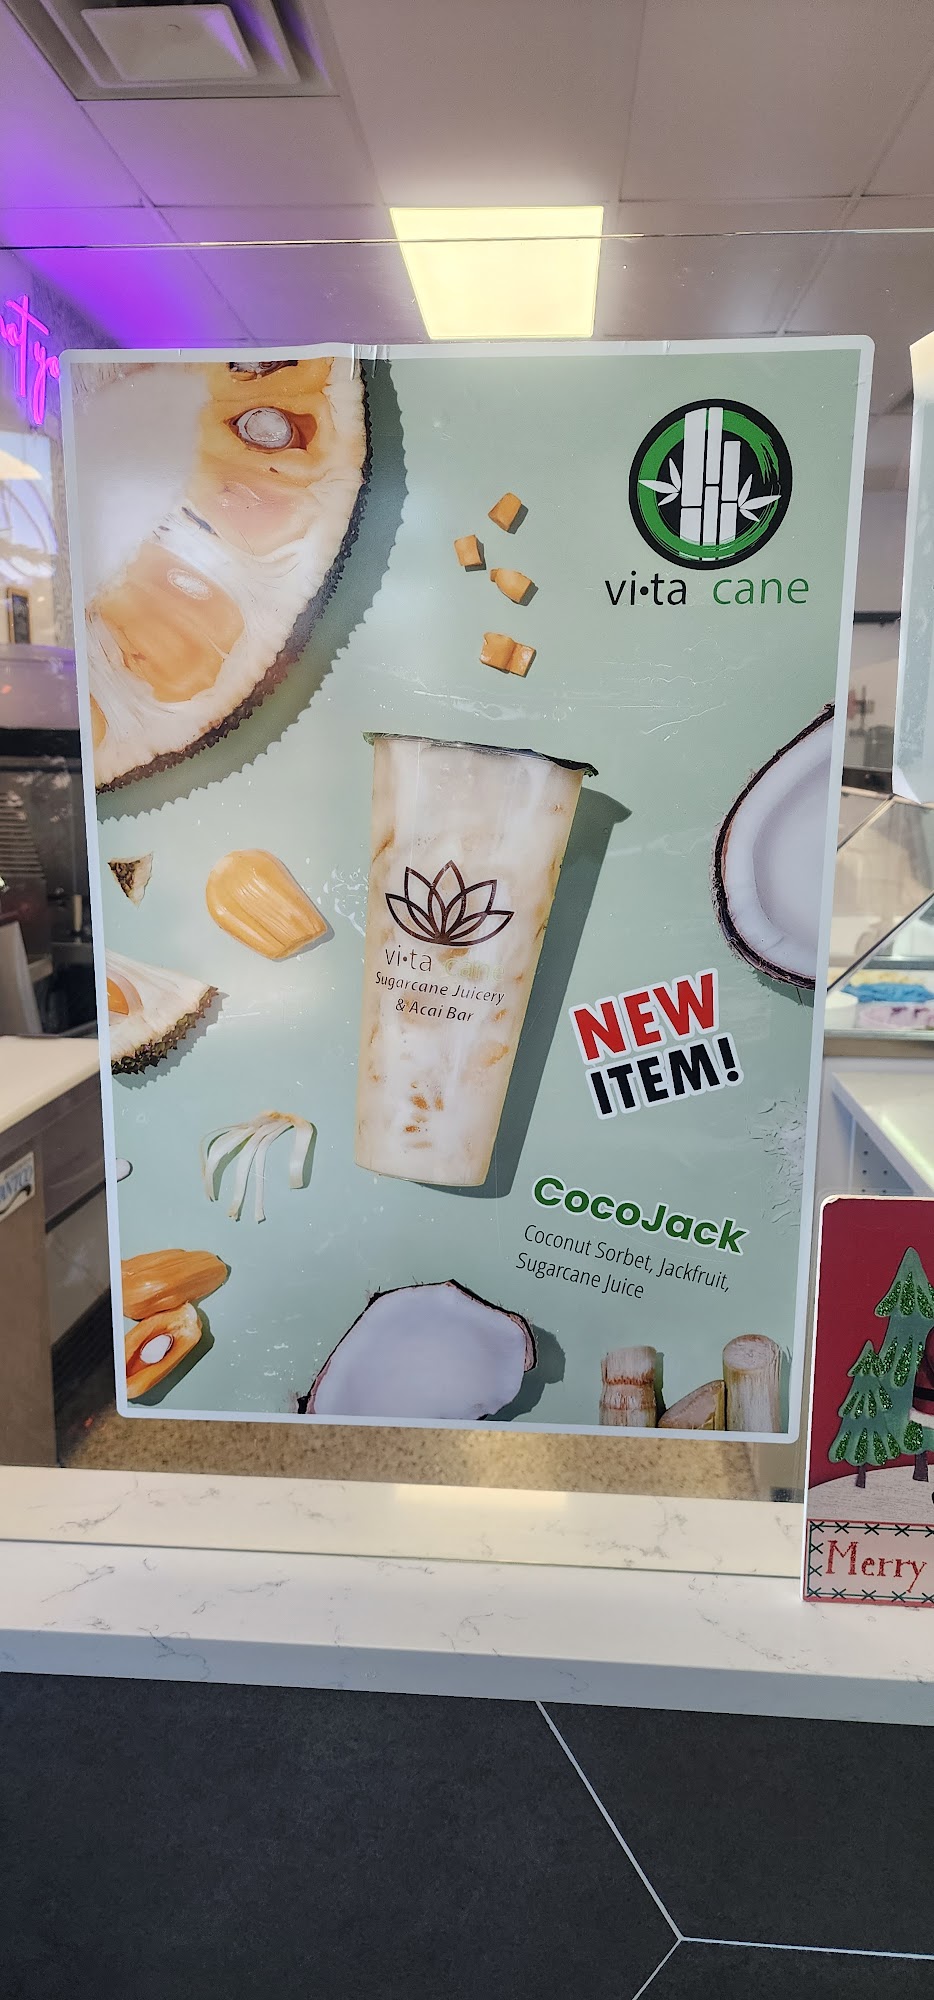 vi•ta cane
vi•ta cane
Sugarcane Juicery
& Acai Bar
NEW
ITEM!
CocoJack
Coconut Sorbet, Jackfruit,
Sugarcane Juice
Merry